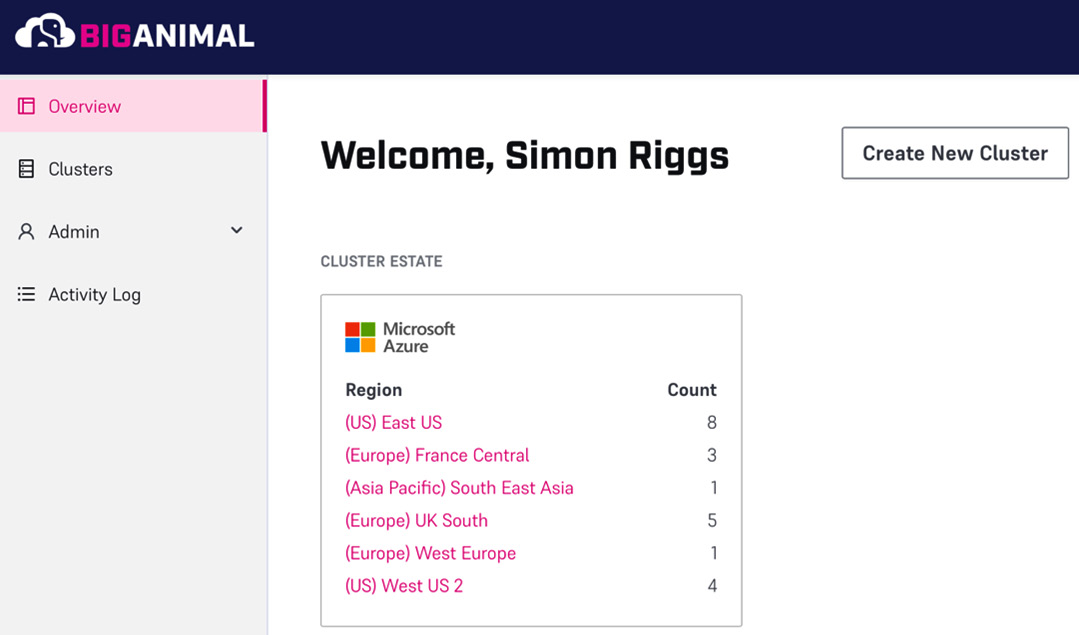 BIGANIMAL
Overview
Clusters
Admin
Activity Log
Welcome, Simon Riggs
Create New Cluster
CLUSTER ESTATE
Microsoft
Azure
Region Count
(US) East US 8
(Europe) France Central 3
(Asia Pacific) South East Asia 1
(Europe) UK South 5
(Europe) West Europe 1
(US) West US 2 4